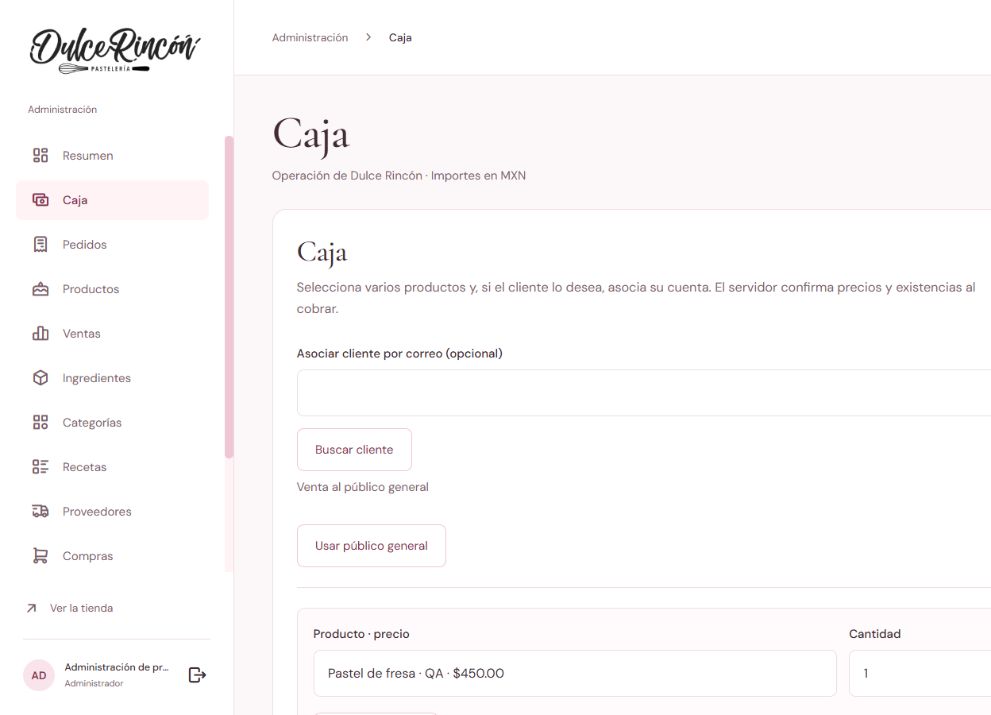 Dulce Rincón
PASTELERÍA
Administración
Resumen
Caja
Pedidos
Productos
Ventas
Ingredientes
Categorías
Recetas
Proveedores
Compras
Ver la tienda
AD
Administración de pr...
Administrador
Administración > Caja
Caja
Operación de Dulce Rincón · Importes en MXN
Caja
Selecciona varios productos y, si el cliente lo desea, asocia su cuenta. El servidor confirma precios y existencias al
cobrar.
Asociar cliente por correo (opcional)
Buscar cliente
Venta al público general
Usar público general
Producto · precio
Cantidad
Pastel de fresa · QA · $450.00
1